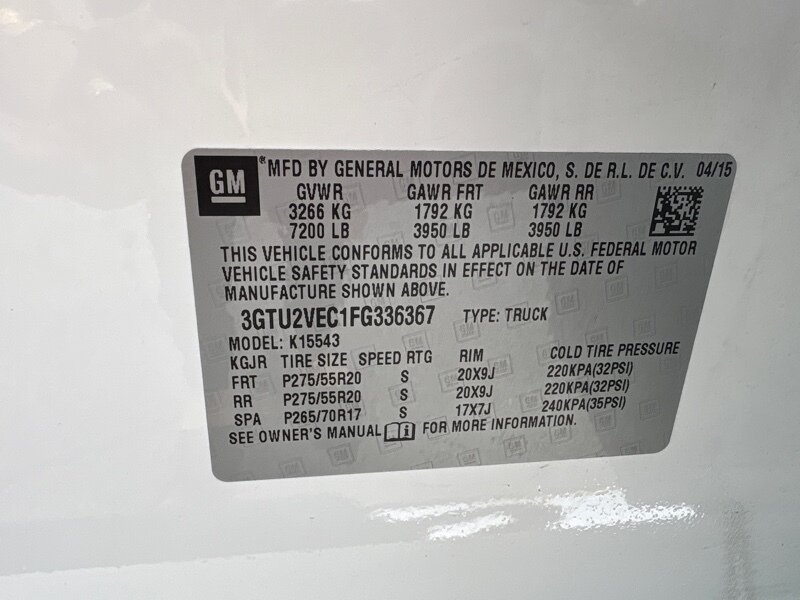 GM ® MFD BY GENERAL MOTORS DE MEXICO, S. DE R.L. DE C.V. 04/15
GVWR GAWR FRT GAWR RR
3266 KG 1792 KG 1792 KG
7200 LB 3950 LB 3950 LB
THIS VEHICLE CONFORMS TO ALL APPLICABLE U.S. FEDERAL MOTOR
VEHICLE SAFETY STANDARDS IN EFFECT ON THE DATE OF
MANUFACTURE SHOWN ABOVE.
3GTU2VEC1FG336367 TYPE: TRUCK
MODEL: K15543
KGJR TIRE SIZE SPEED RTG RIM COLD TIRE PRESSURE
FRT P275/55R20 S 20X9J 220KPA(32PSI)
RR P275/55R20 S 20X9J 220KPA(32PSI)
SPA P265/70R17 S 17X7J 240KPA(35PSI)
SEE OWNER'S MANUAL i FOR MORE INFORMATION.